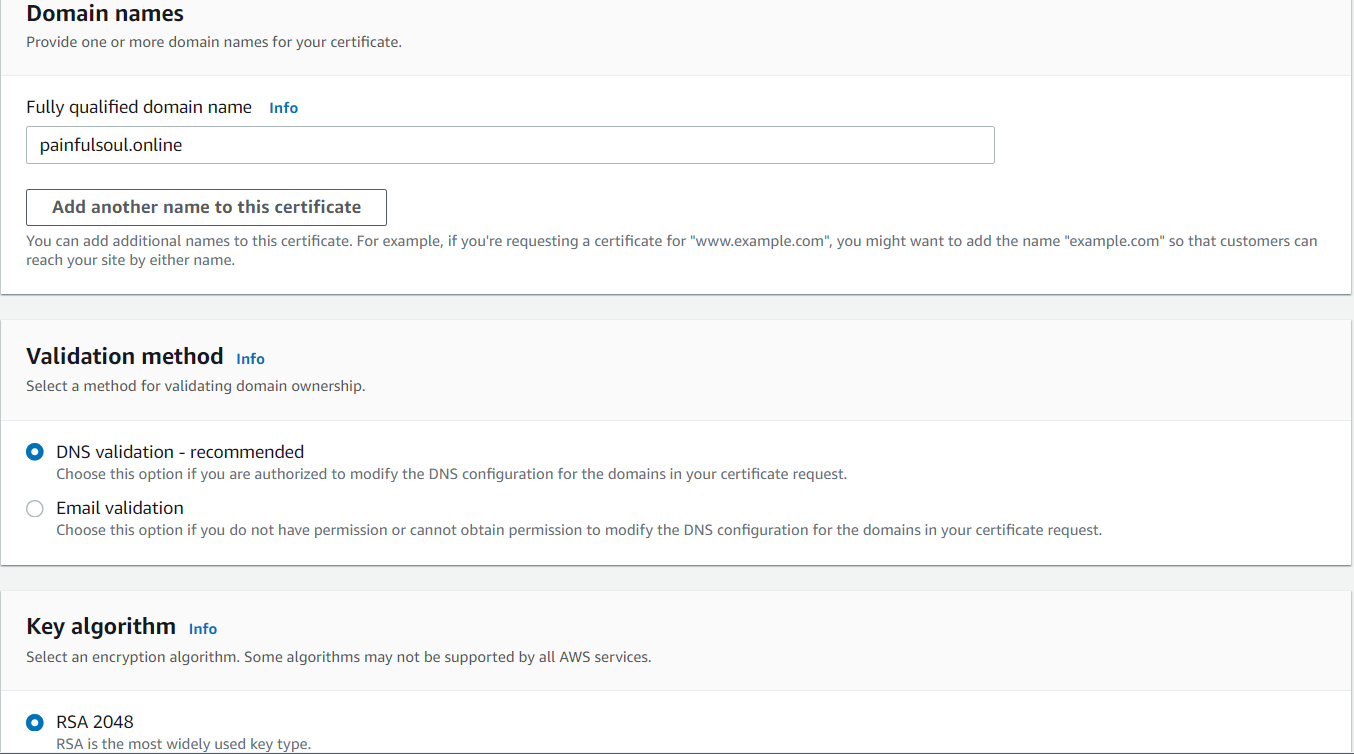 Domain names
Provide one or more domain names for your certificate.
Fully qualified domain name Info
painfulsoul.online
Add another name to this certificate
You can add additional names to this certificate. For example, if you're requesting a certificate for "www.example.com", you might want to add the name "example.com" so that customers can
reach your site by either name.
Validation method Info
Select a method for validating domain ownership.
DNS validation - recommended
Choose this option if you are authorized to modify the DNS configuration for the domains in your certificate request.
Email validation
Choose this option if you do not have permission or cannot obtain permission to modify the DNS configuration for the domains in your certificate request.
Key algorithm Info
Select an encryption algorithm. Some algorithms may not be supported by all AWS services.
RSA 2048
RSA is the most widely used key type.